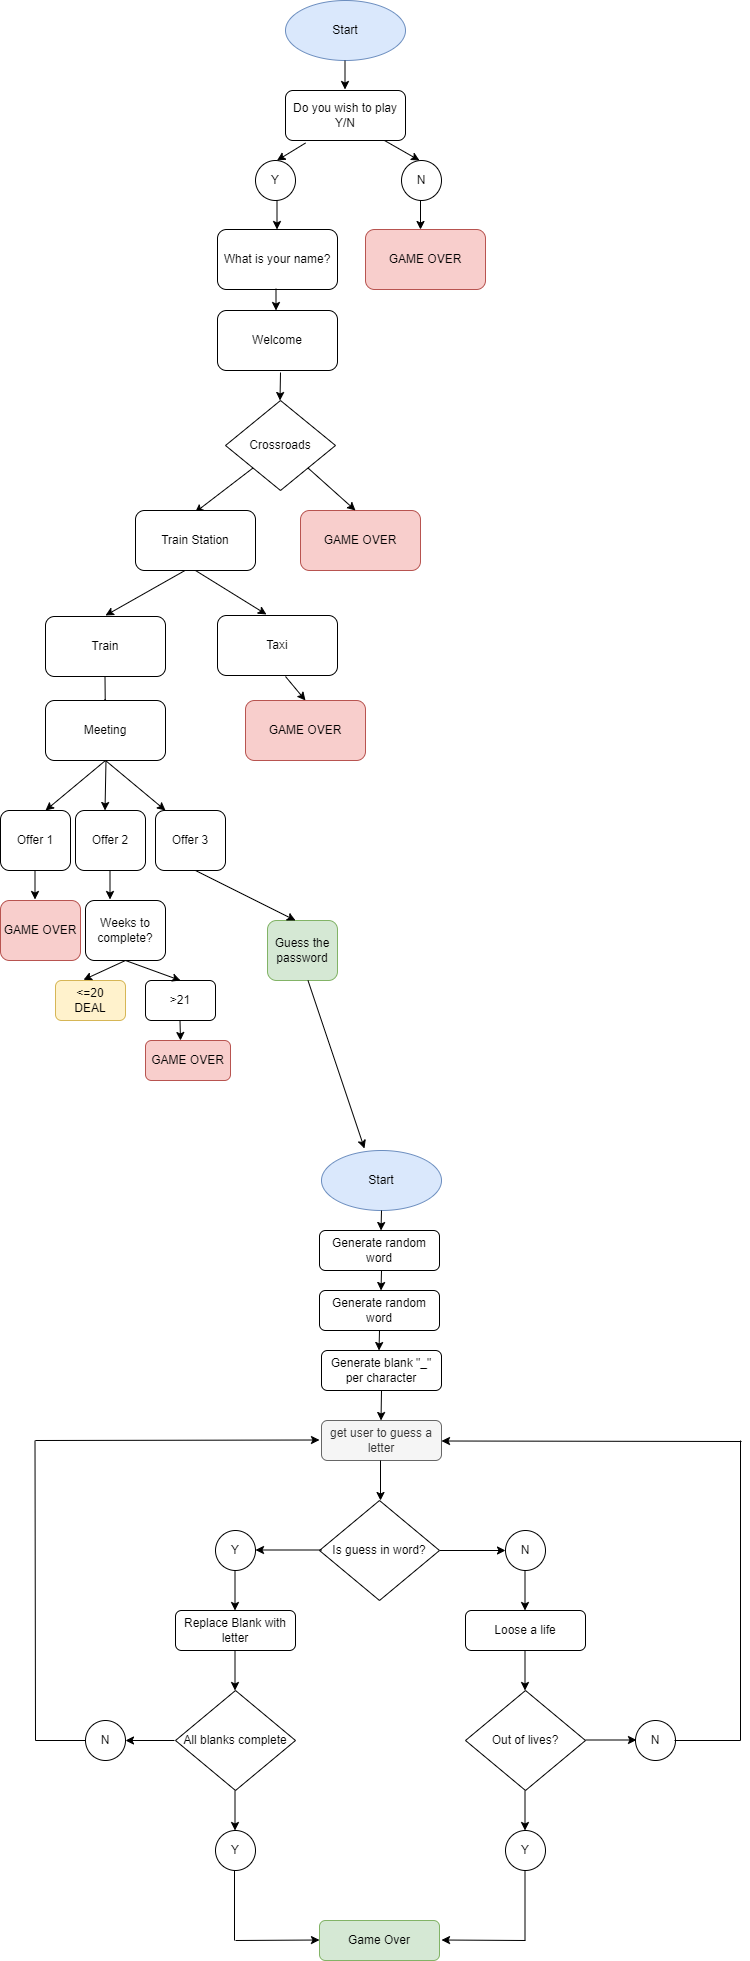 Start
Do you wish to play
Y/N
Y
N
What is your name?
GAME OVER
Welcome
Crossroads
Train Station
GAME OVER
Train
Taxi
Meeting
GAME OVER
Offer 1
Offer 2
Offer 3
GAME OVER
Weeks to
complete?
Guess the
password
<=20
DEAL
>21
GAME OVER
Start
Generate random
word
Generate random
word
Generate blank "_"
per character
get user to guess a
letter
Y
Is guess in word?
N
Replace Blank with
letter
Loose a life
N
All blanks complete
Out of lives?
N
Y
Y
Game Over